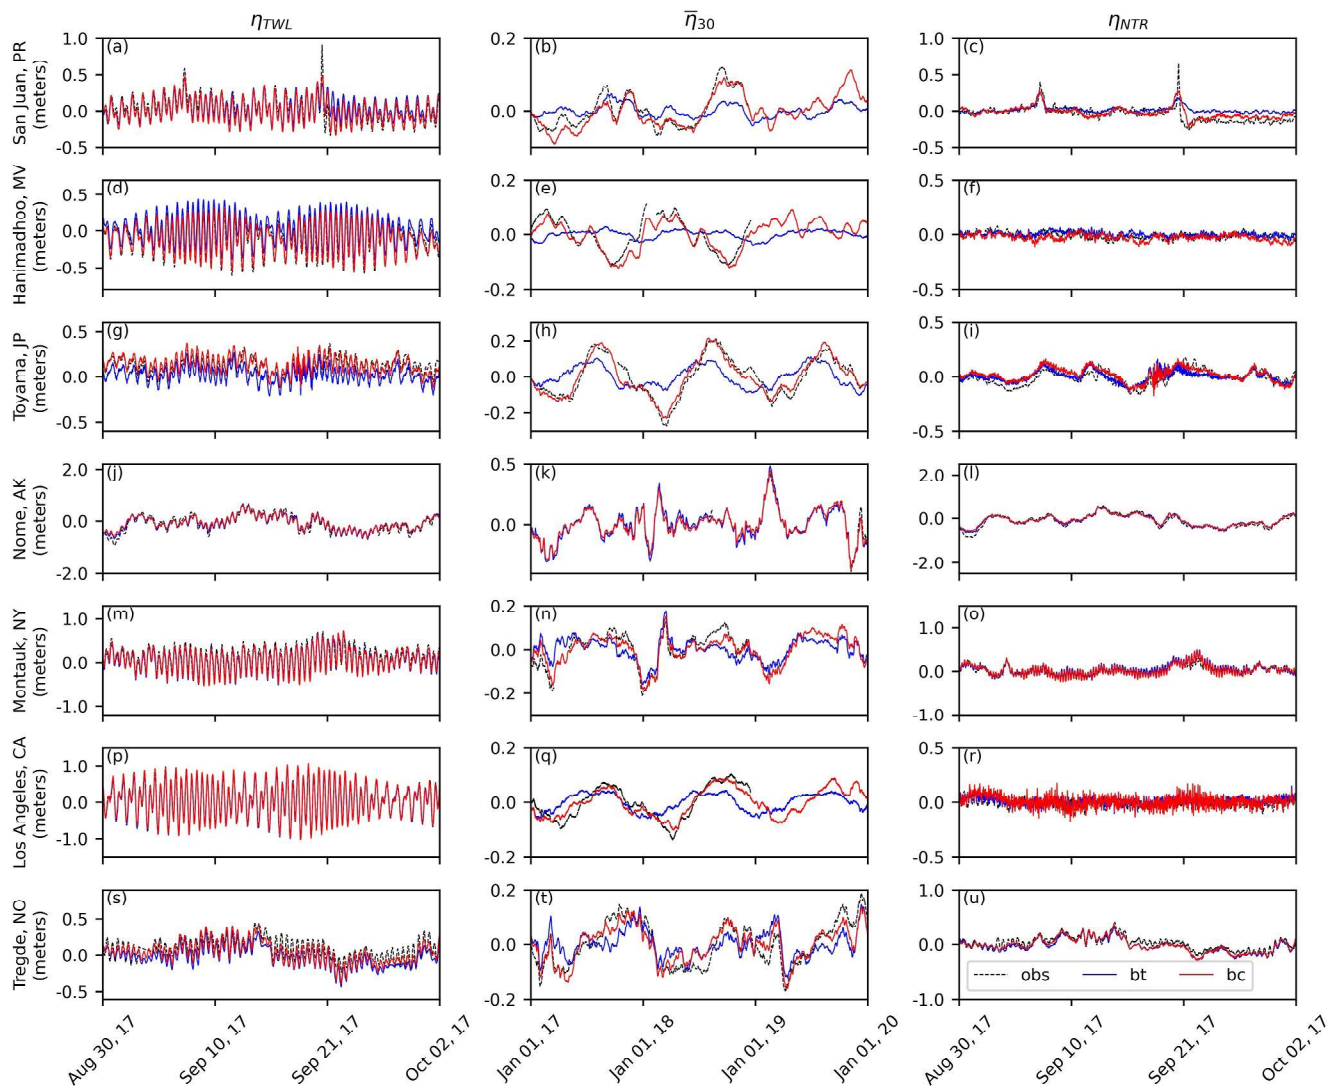 η_TWL η̅_30 η_NTR
San Juan, PR
(meters)
(a) (b) (c)
1.0 0.5 0.0 -0.5
0.2 0.0
1.0 0.5 0.0 -0.5
Hanimadhoo, MV
(meters)
(d) (e) (f)
0.5 0.0 -0.5
0.2 0.0 -0.2
0.5 0.0 -0.5
Toyama, JP
(meters)
(g) (h) (i)
0.5 0.0 -0.5
0.2 0.0 -0.2
0.5 0.0 -0.5
Nome, AK
(meters)
(j) (k) (l)
2.0 0.0 -2.0
0.5 0.0
2.0 0.0 -2.0
Montauk, NY
(meters)
(m) (n) (o)
1.0 0.0 -1.0
0.2 0.0 -0.2
1.0 0.0 -1.0
Los Angeles, CA
(meters)
(p) (q) (r)
1.0 0.0 -1.0
0.2 0.0 -0.2
0.5 0.0 -0.5
Tregde, NO
(meters)
(s) (t) (u)
0.5 0.0 -0.5
0.2 0.0 -0.2
1.0 0.0 -1.0
obs bt bc
Aug 30, 17 Sep 10, 17 Sep 21, 17 Oct 02, 17
Jan 01, 17 Jan 01, 18 Jan 01, 19 Jan 01, 20
Aug 30, 17 Sep 10, 17 Sep 21, 17 Oct 02, 17